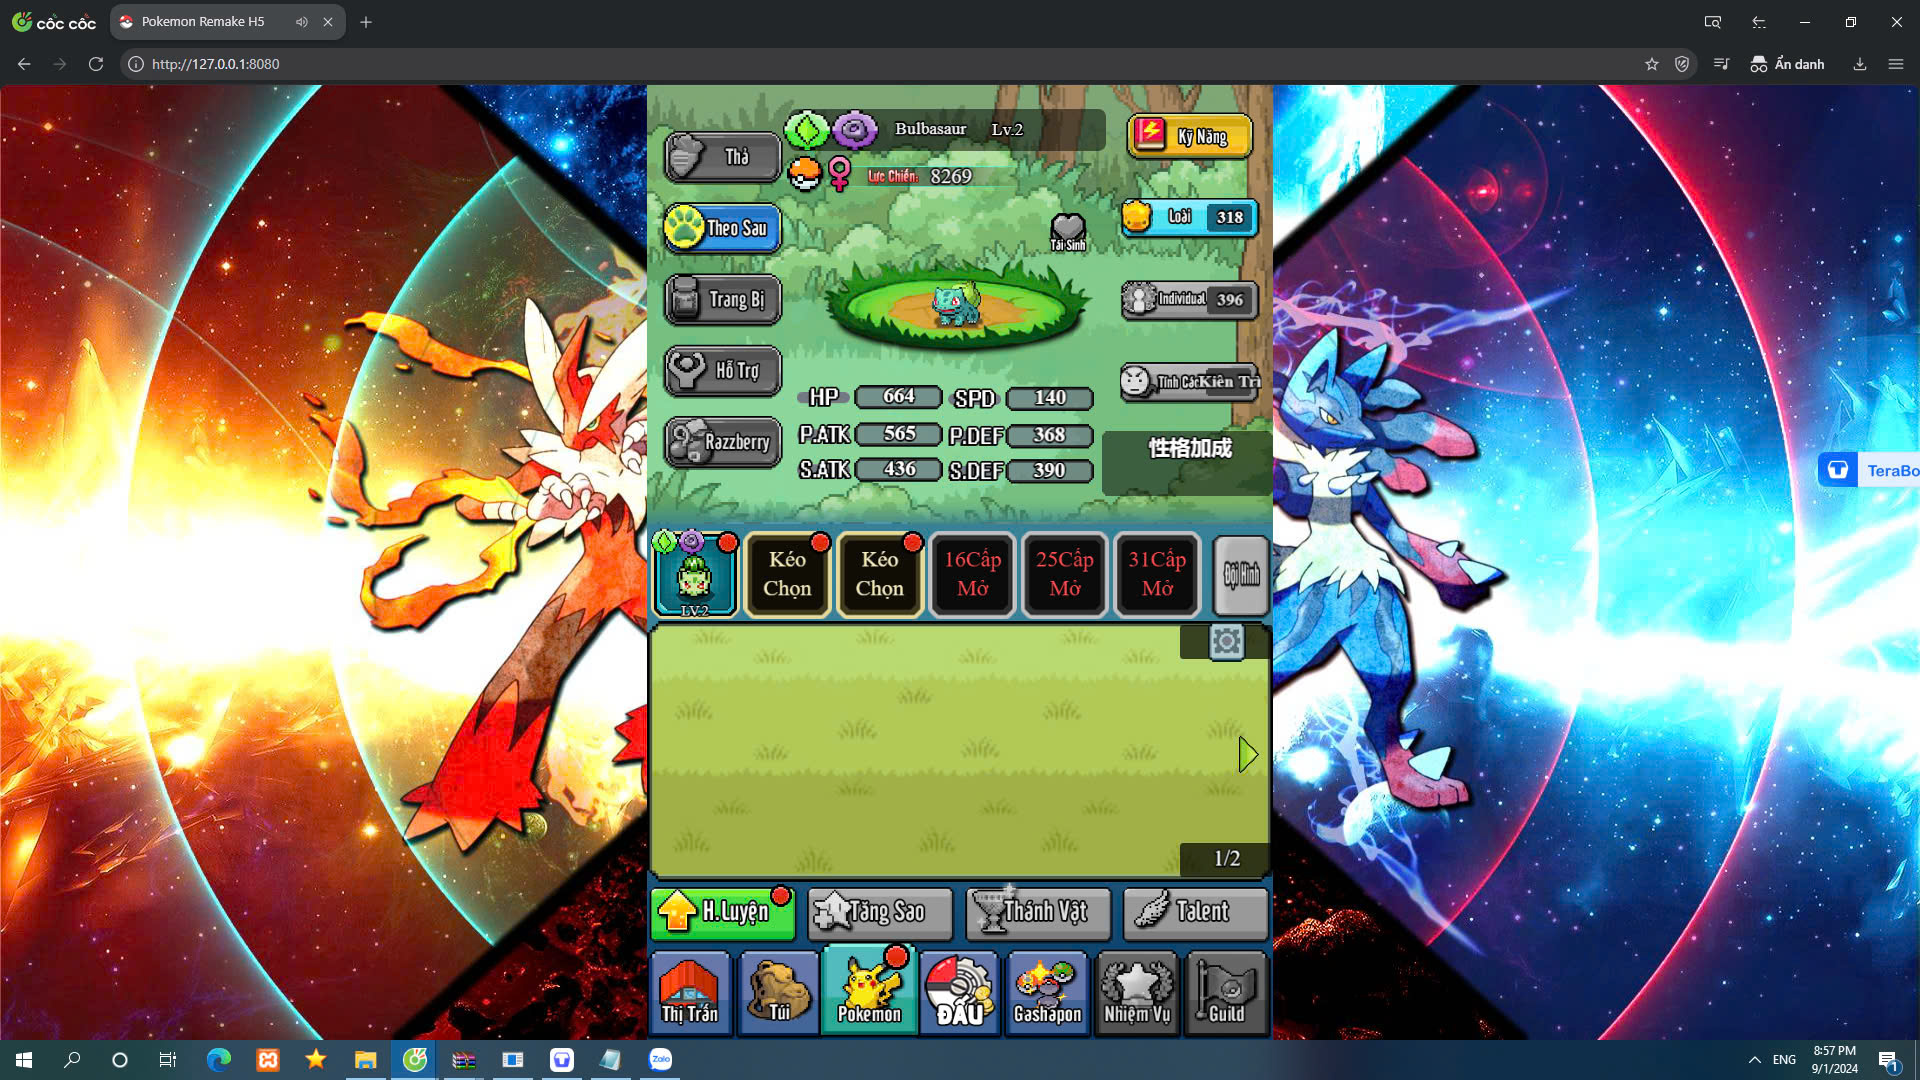 cốc cốc
Pokemon Remake H5
http://127.0.0.1:8080
Ẩn danh
Thả
Bulbasaur Lv.2
Kỹ Năng
Lực Chiến: 8269
Theo Sau
Tái Sinh
Loài 318
Trang Bị
Individual 396
Hỗ Trợ
HP 664 SPD 140
P.ATK 565 P.DEF 368
S.ATK 436 S.DEF 390
Razzberry
性格加成
TeraBo
LV.2
Kéo Chọn
Kéo Chọn
16Cấp Mở
25Cấp Mở
31Cấp Mở
Đội Hình
1/2
H.Luyện
Tăng Sao
Thánh Vật
Talent
Thị Trấn
Túi
Pokemon
ĐẤU
Gashapon
Nhiệm Vụ
Guild
Zalo
ENG
8:57 PM
9/1/2024
1